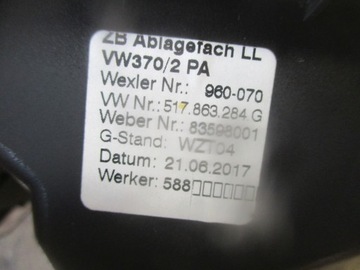 ZB Ablagefach LL
VW370/2 PA
Wexler Nr.: 960-070
VW Nr.: 517.863.284 G
Weber Nr.: 83598001
G-Stand: WZT04
Datum: 21.06.2017
Werker: 588□□□□□□